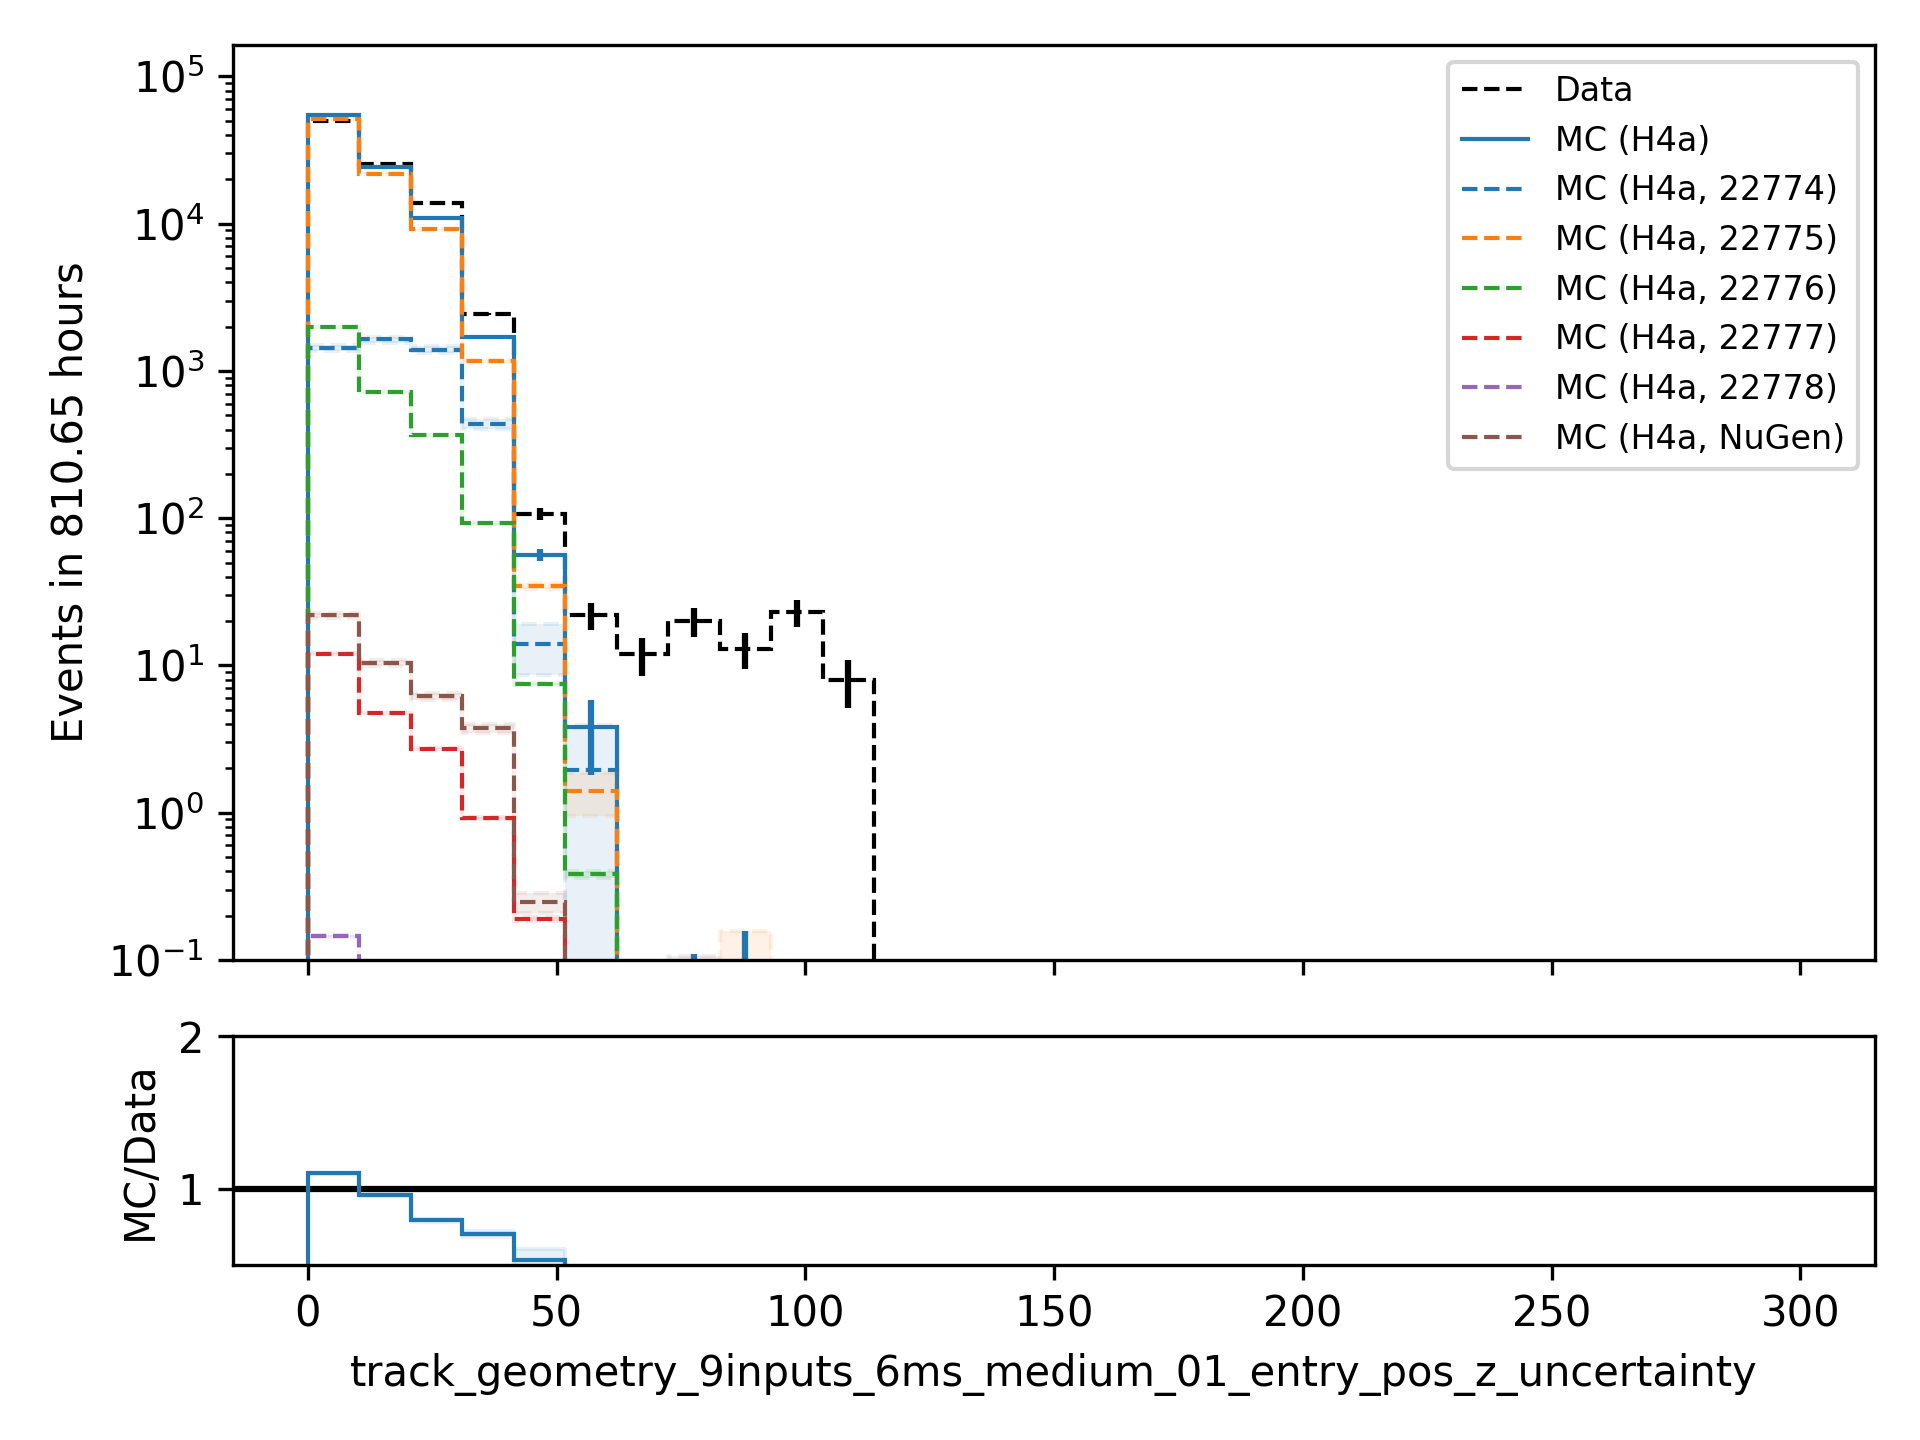 10^5
10^4
10^3
10^2
10^1
10^0
10^−1
Events in 810.65 hours
Data
MC (H4a)
MC (H4a, 22774)
MC (H4a, 22775)
MC (H4a, 22776)
MC (H4a, 22777)
MC (H4a, 22778)
MC (H4a, NuGen)
2
1
MC/Data
0 50 100 150 200 250 300
track_geometry_9inputs_6ms_medium_01_entry_pos_z_uncertainty